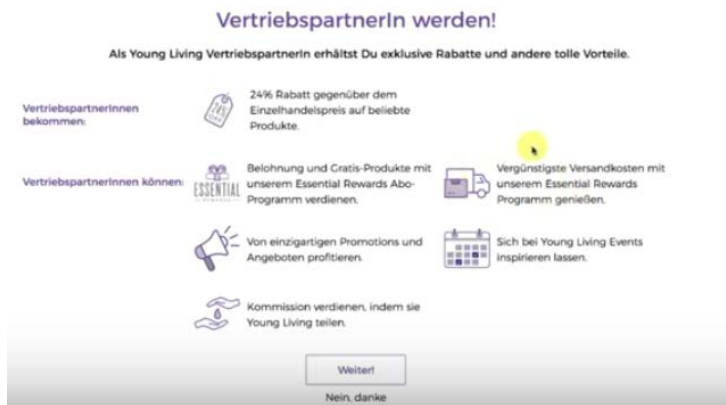 VertriebspartnerIn werden!
Als Young Living VertriebspartnerIn erhältst Du exklusive Rabatte und andere tolle Vorteile.
VertriebspartnerInnen
bekommen:
24% OFF
24% Rabatt gegenüber dem
Einzelhandelspreis auf beliebte
Produkte.
VertriebspartnerInnen können:
ESSENTIAL
REWARDS
Belohnung und Gratis-Produkte mit
unserem Essential Rewards Abo-
Programm verdienen.
Vergünstigste Versandkosten mit
unserem Essential Rewards
Programm genießen.
Von einzigartigen Promotions und
Angeboten profitieren.
Sich bei Young Living Events
inspirieren lassen.
Kommission verdienen, indem sie
Young Living teilen.
Weiter!
Nein, danke